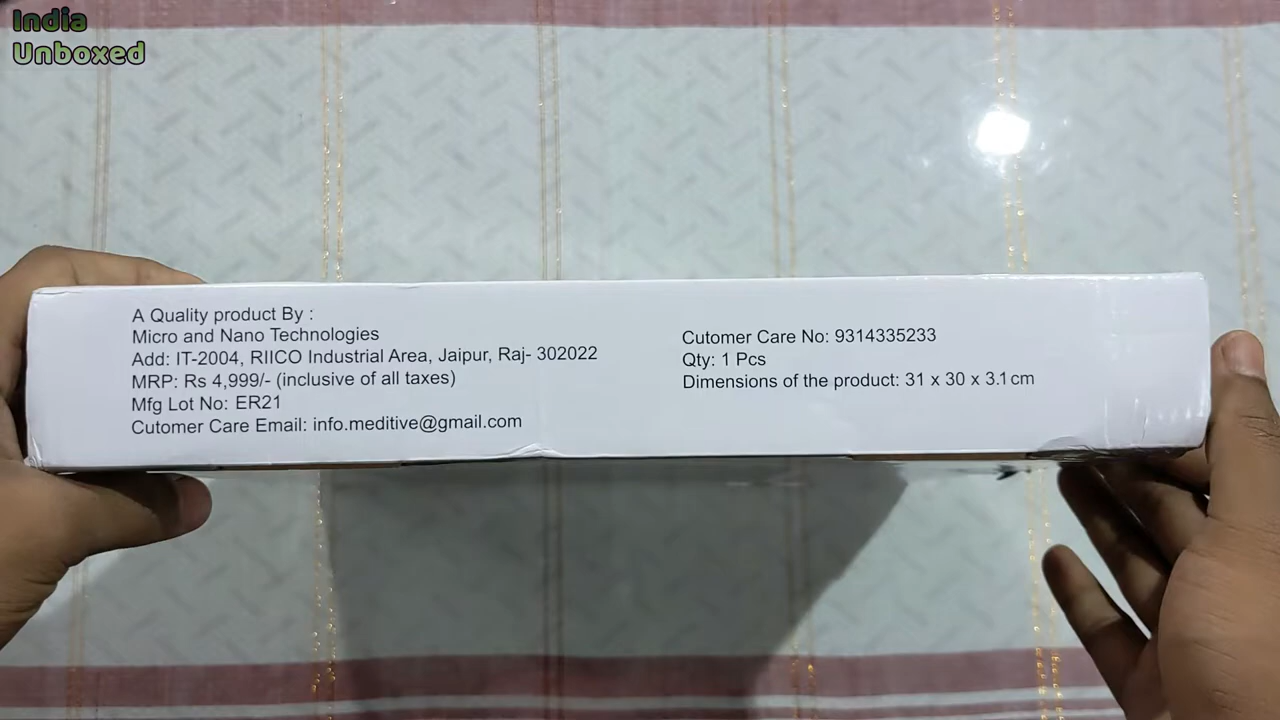 India
Unboxed
A Quality product By :
Micro and Nano Technologies
Add: IT-2004, RIICO Industrial Area, Jaipur, Raj- 302022
MRP: Rs 4,999/- (inclusive of all taxes)
Mfg Lot No: ER21
Cutomer Care Email: info.meditive@gmail.com
Cutomer Care No: 9314335233
Qty: 1 Pcs
Dimensions of the product: 31 x 30 x 3.1 cm